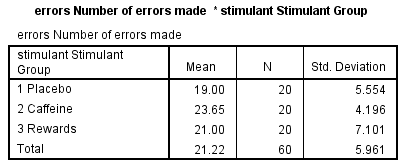 errors Number of errors made * stimulant Stimulant Group
errors Number of errors made
stimulant Stimulant Group Mean N Std. Deviation
1 Placebo 19.00 20 5.554
2 Caffeine 23.65 20 4.196
3 Rewards 21.00 20 7.101
Total 21.22 60 5.961